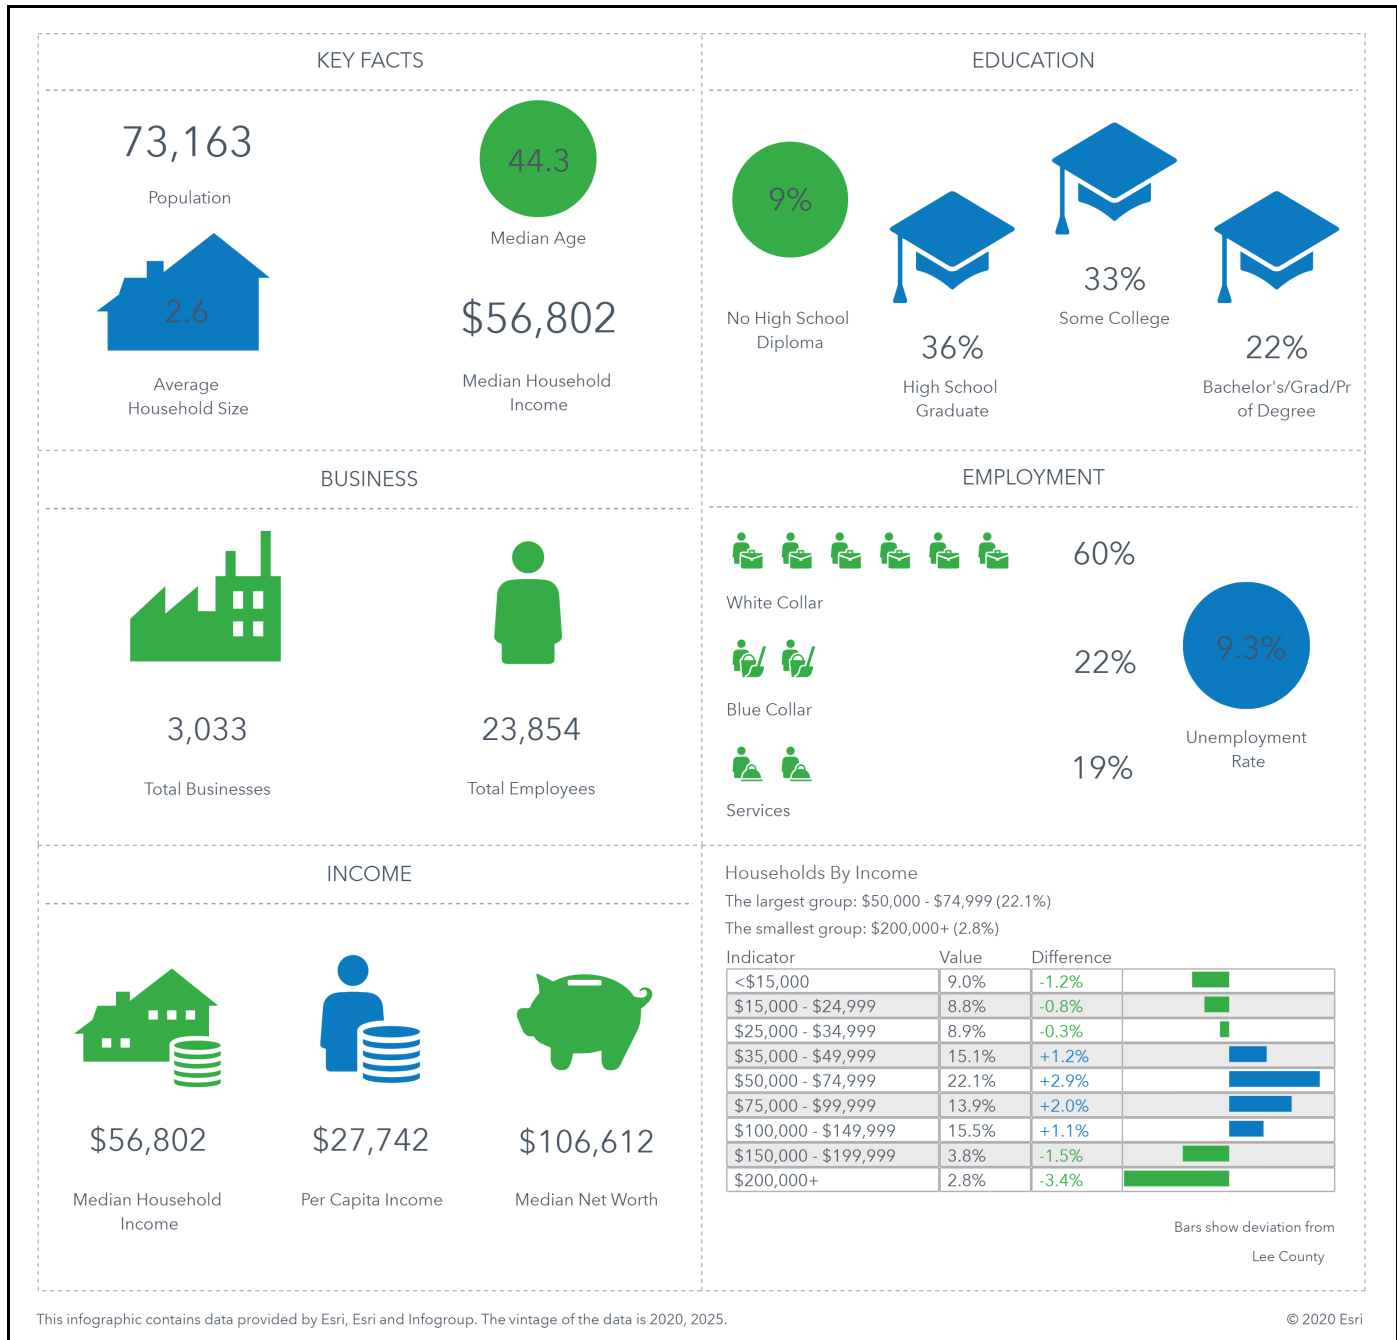 KEY FACTS
73,163
Population
44.3
Median Age
2.6
Average
Household Size
$56,802
Median Household
Income
EDUCATION
9%
No High School
Diploma
36%
High School
Graduate
33%
Some College
22%
Bachelor's/Grad/Pr
of Degree
BUSINESS
3,033
Total Businesses
23,854
Total Employees
EMPLOYMENT
60%
White Collar
22%
Blue Collar
19%
Services
9.3%
Unemployment
Rate
INCOME
$56,802
Median Household
Income
$27,742
Per Capita Income
$106,612
Median Net Worth
Households By Income
The largest group: $50,000 - $74,999 (22.1%)
The smallest group: $200,000+ (2.8%)
Indicator Value Difference
<$15,000 9.0% -1.2%
$15,000 - $24,999 8.8% -0.8%
$25,000 - $34,999 8.9% -0.3%
$35,000 - $49,999 15.1% +1.2%
$50,000 - $74,999 22.1% +2.9%
$75,000 - $99,999 13.9% +2.0%
$100,000 - $149,999 15.5% +1.1%
$150,000 - $199,999 3.8% -1.5%
$200,000+ 2.8% -3.4%
Bars show deviation from
Lee County
This infographic contains data provided by Esri, Esri and Infogroup. The vintage of the data is 2020, 2025.
© 2020 Esri